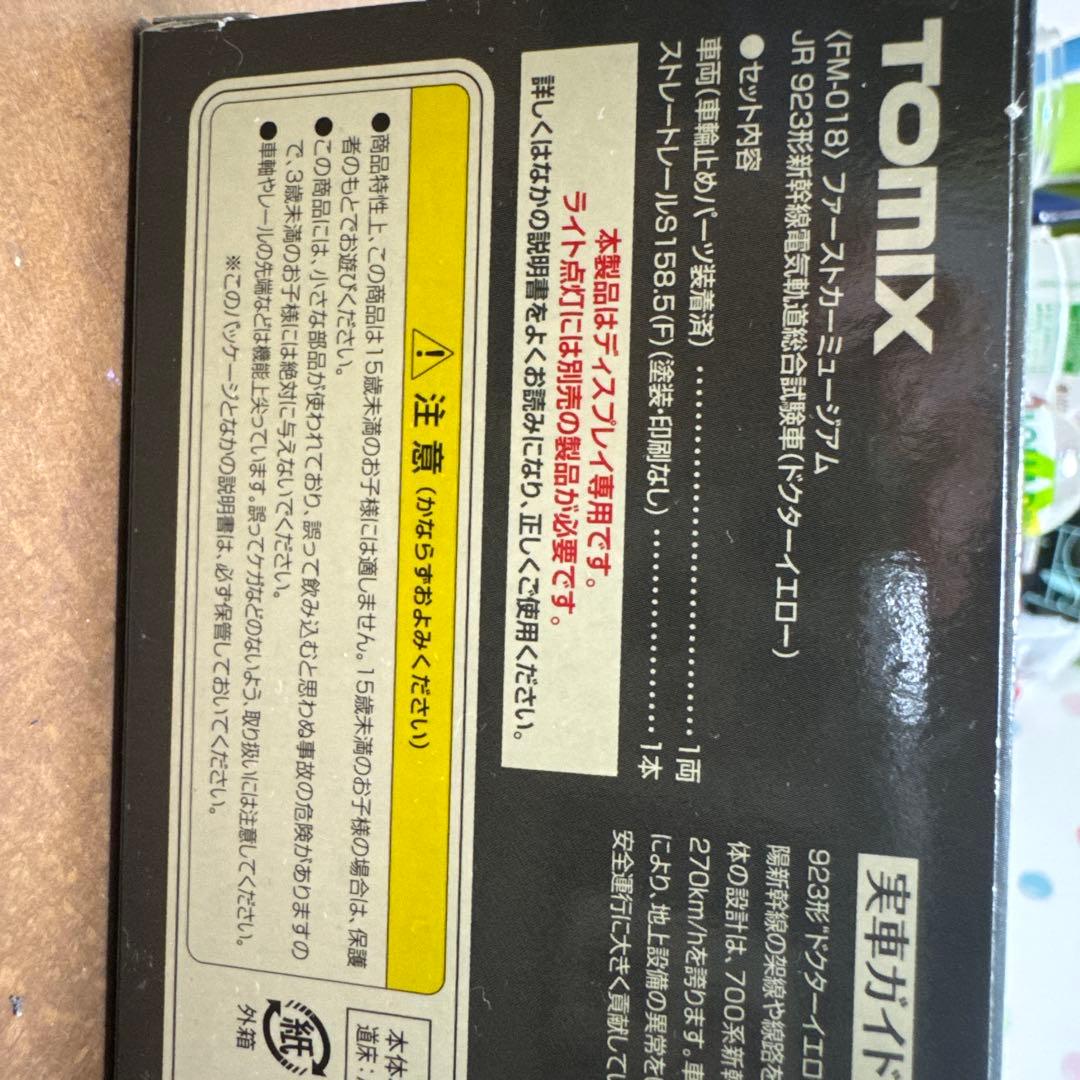 TOMIX
〈FM-018〉ファーストカーミュージアム
JR 923形新幹線電気軌道総合試験車(ドクターイエロー)
●セット内容
車両(車輪止めパーツ装着済)……………………………1両
ストレートレールS158.5(F)(塗装・印刷なし)………………1本
本製品はディスプレイ専用です。
ライト点灯には別売の製品が必要です。
詳しくはなかの説明書をよくお読みになり、正しくご使用ください。
⚠ 注意(かならずおよみください)
●商品特性上、この商品は15歳未満のお子様には適しません。15歳未満のお子様の場合は、保護
者のもとでお遊びください。
●この商品には、小さな部品が使われており、誤って飲み込むと思わぬ事故の危険がありますの
で、3歳未満のお子様には絶対に与えないでください。
●車軸やレールの先端などは機能上尖っています。誤ってケガなどのないよう、取り扱いには注意してください。
※このパッケージとなかの説明書は、必ず保管しておいてください。
実車ガイド
923形“ドクターイエロ
陽新幹線の架線や線路を
体の設計は、700系新幹
270km/hを誇ります。車
により、地上設備の異常を
安全運行に大きく貢献して
本体
道床:
紙
外箱